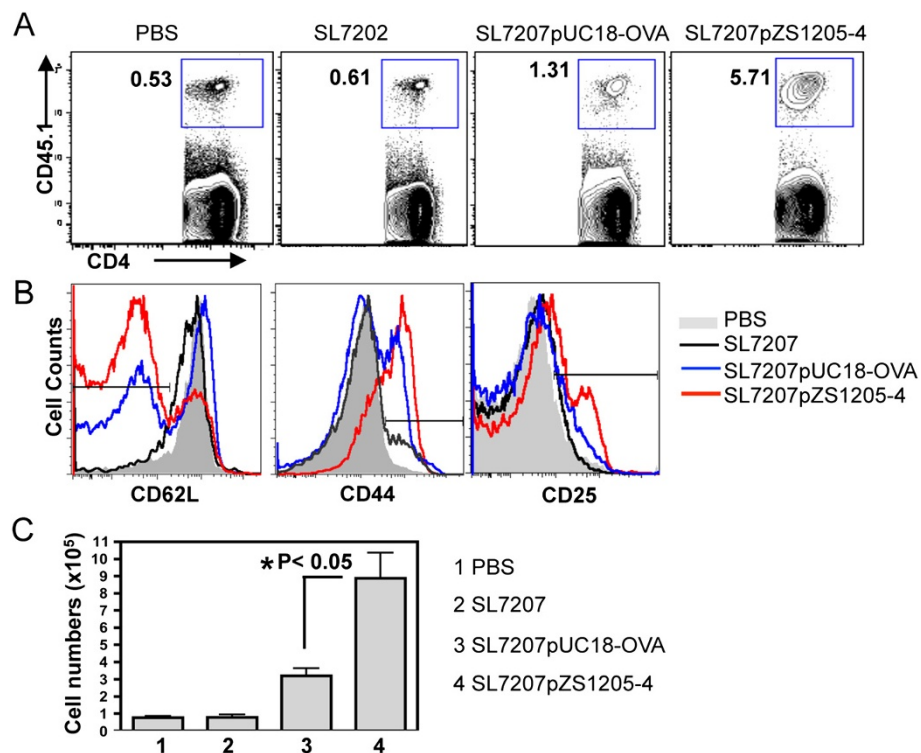 A
PBS
SL7202
SL7207pUC18-OVA
SL7207pZS1205-4
0.53
0.61
1.31
5.71
CD45.1
CD4
B
Cell Counts
CD62L
CD44
CD25
PBS
SL7207
SL7207pUC18-OVA
SL7207pZS1205-4
C
Cell numbers (x10⁵)
11
10
9
8
7
6
5
4
3
2
1
0
*P< 0.05
1
2
3
4
1 PBS
2 SL7207
3 SL7207pUC18-OVA
4 SL7207pZS1205-4